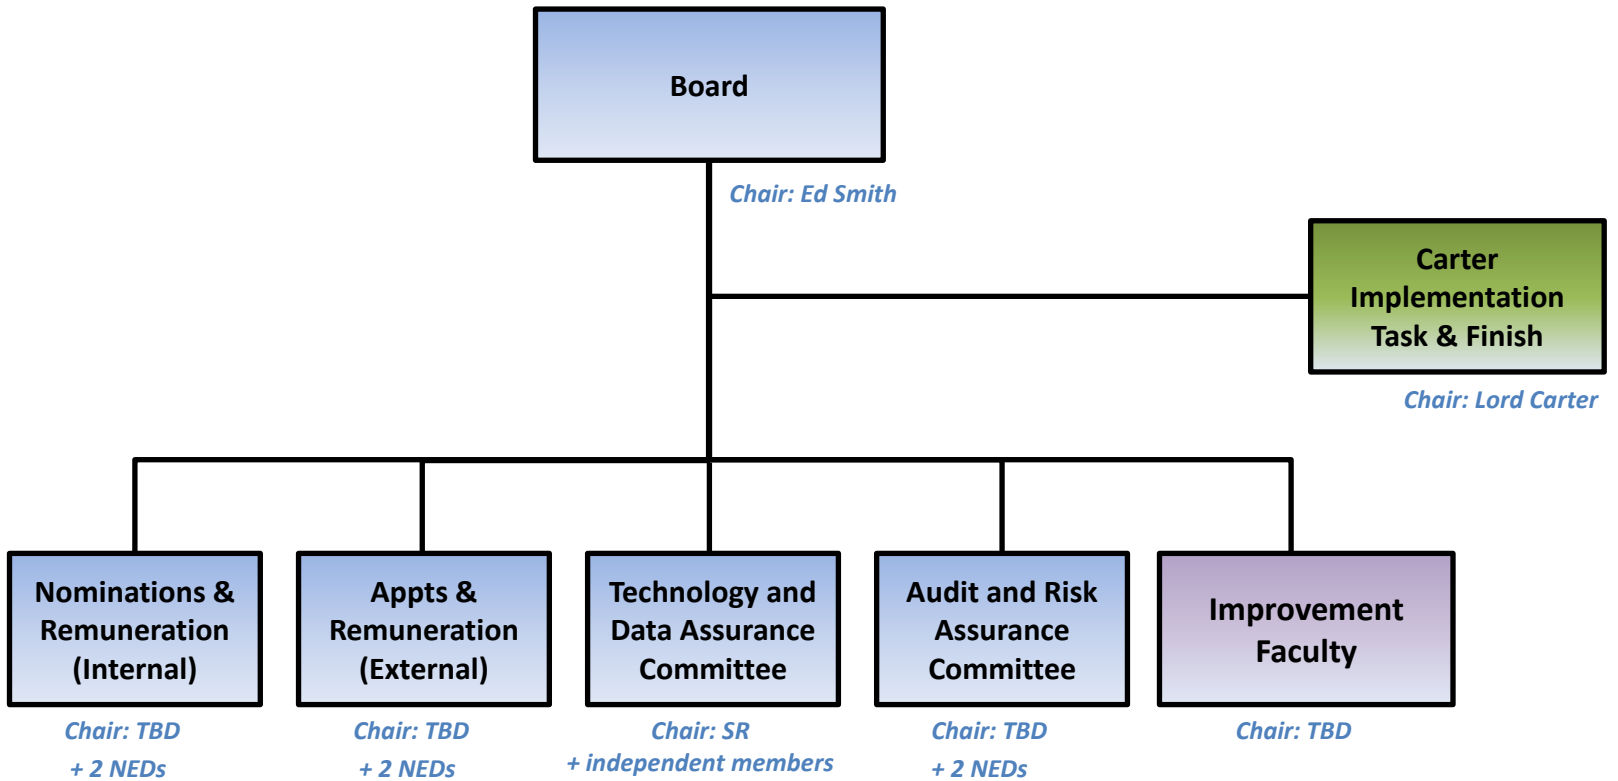 Board
Chair: Ed Smith
Carter
Implementation
Task & Finish
Chair: Lord Carter
Nominations &
Remuneration
(Internal)
Chair: TBD
+ 2 NEDs
Appts &
Remuneration
(External)
Chair: TBD
+ 2 NEDs
Technology and
Data Assurance
Committee
Chair: SR
+ independent members
Audit and Risk
Assurance
Committee
Chair: TBD
+ 2 NEDs
Improvement
Faculty
Chair: TBD